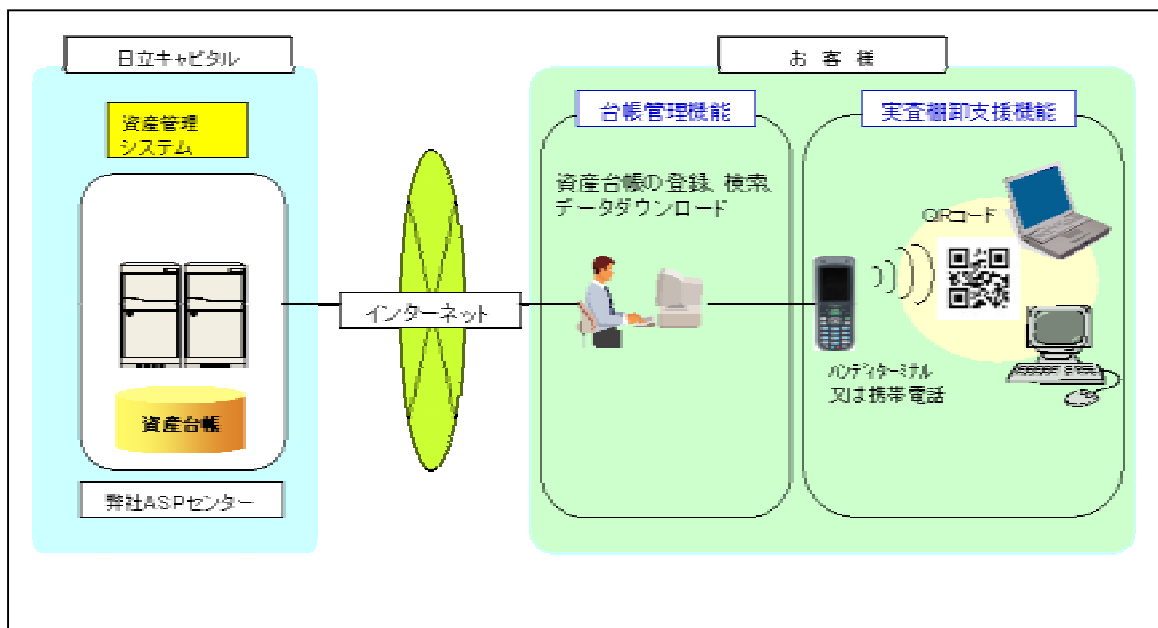 日立キャピタル
お客様
資産管理
システム
台帳管理機能
実査棚卸支援機能
資産台帳の登録、検索、
データダウンロード
QRコード
インターネット
ハンディターミナル
又は携帯電話
資産台帳
弊社ASPセンター